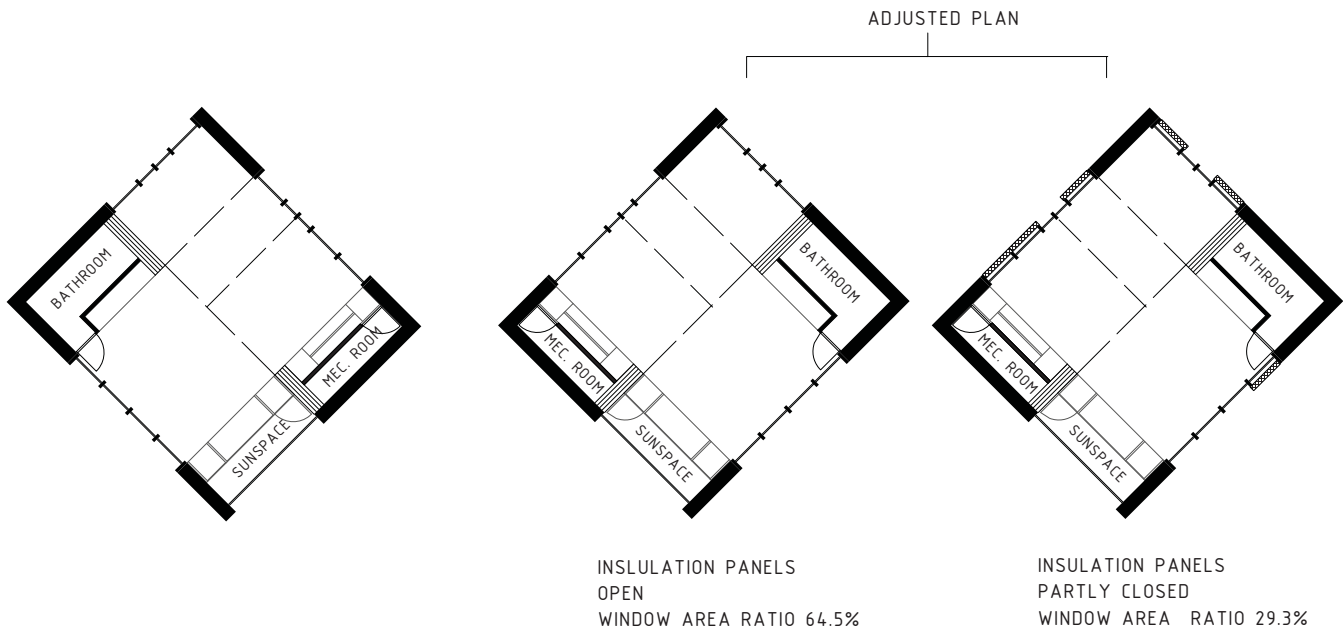 ADJUSTED PLAN
BATHROOM
MEC. ROOM
SUNSPACE
BATHROOM
MEC. ROOM
SUNSPACE
BATHROOM
MEC. ROOM
SUNSPACE
INSLULATION PANELS
OPEN
WINDOW AREA RATIO 64.5%
INSULATION PANELS
PARTLY CLOSED
WINDOW AREA RATIO 29.3%